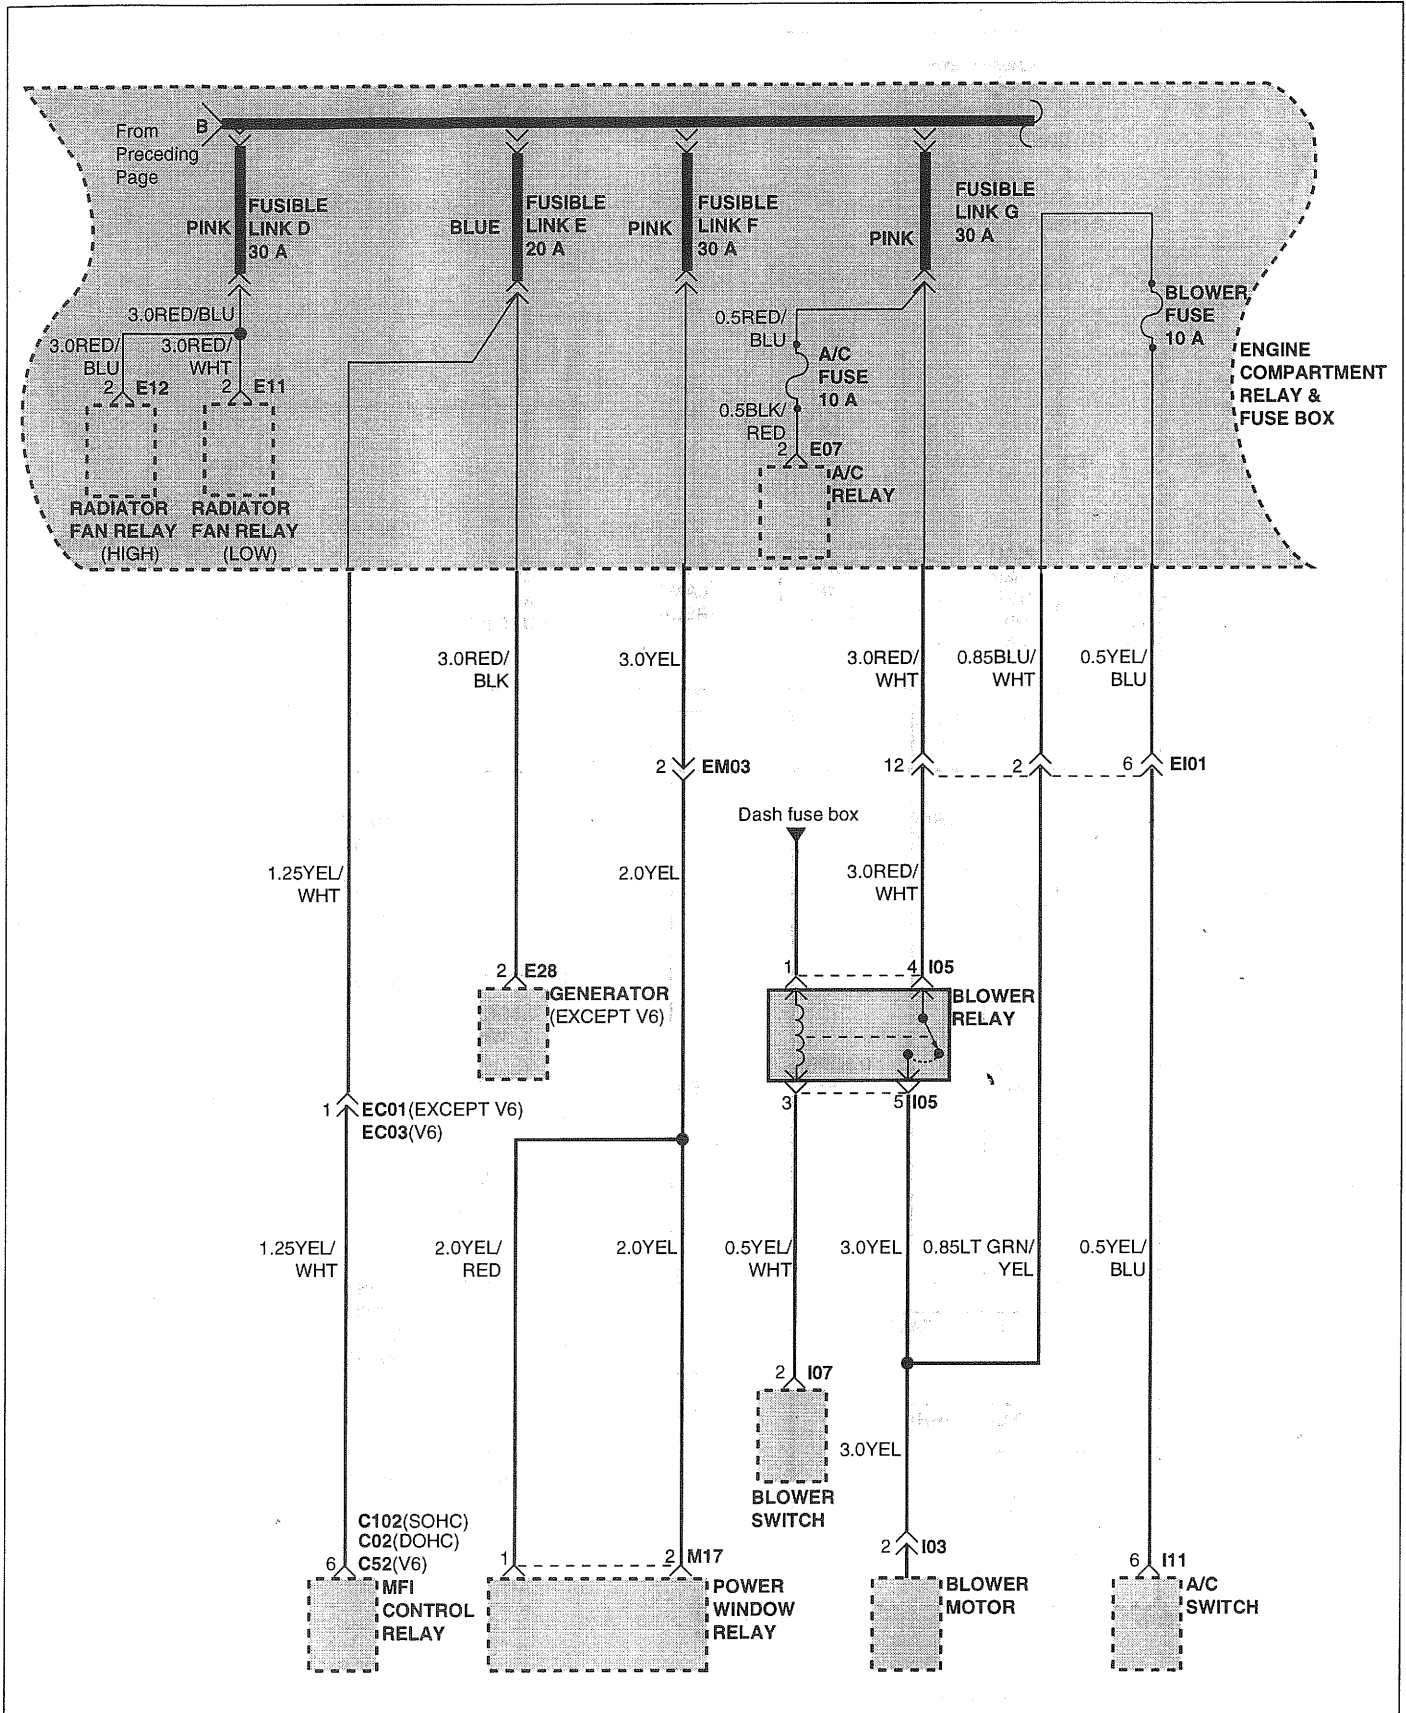 From
Preceding
Page
B
PINK
FUSIBLE
LINK D
30 A
BLUE
FUSIBLE
LINK E
20 A
PINK
FUSIBLE
LINK F
30 A
PINK
FUSIBLE
LINK G
30 A
BLOWER
FUSE
10 A
ENGINE
COMPARTMENT
RELAY &
FUSE BOX
3.0RED/BLU
3.0RED/
BLU
3.0RED/
WHT
2 E12
2 E11
RADIATOR
FAN RELAY
(HIGH)
RADIATOR
FAN RELAY
(LOW)
0.5RED/
BLU
A/C
FUSE
10 A
0.5BLK/
RED
2 E07
A/C
RELAY
3.0RED/
BLK
3.0YEL
3.0RED/
WHT
0.85BLU/
WHT
0.5YEL/
BLU
2 EM03
12
2
6 EI01
Dash fuse box
1.25YEL/
WHT
2.0YEL
3.0RED/
WHT
2 E28
GENERATOR
(EXCEPT V6)
1
4 I05
BLOWER
RELAY
3
5 I05
1 EC01(EXCEPT V6)
EC03(V6)
1.25YEL/
WHT
2.0YEL/
RED
2.0YEL
0.5YEL/
WHT
3.0YEL
0.85LT GRN/
YEL
0.5YEL/
BLU
2 I07
BLOWER
SWITCH
3.0YEL
C102(SOHC)
C02(DOHC)
6 C52(V6)
MFI
CONTROL
RELAY
1
2 M17
POWER
WINDOW
RELAY
2 I03
BLOWER
MOTOR
6 I11
A/C
SWITCH